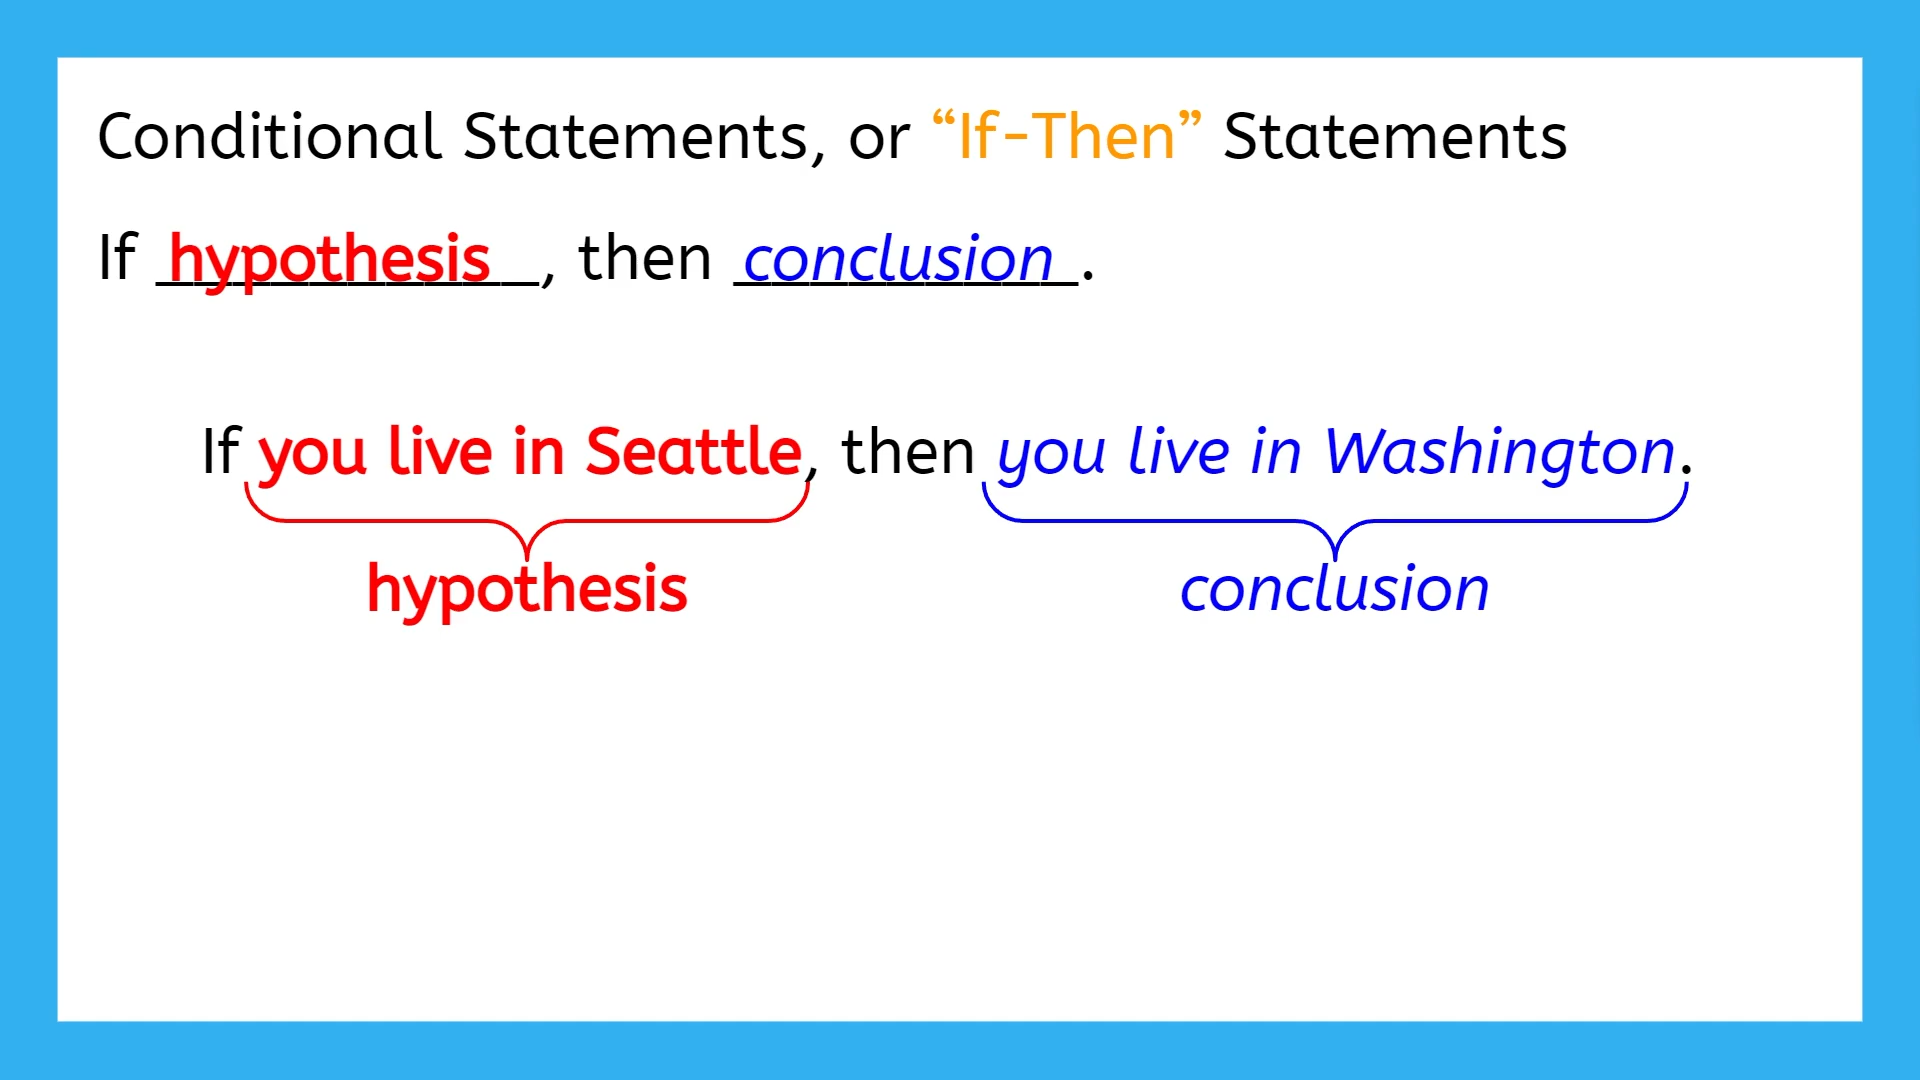 Conditional Statements, or “If-Then” Statements
If hypothesis, then conclusion.
If you live in Seattle, then you live in Washington.
hypothesis conclusion